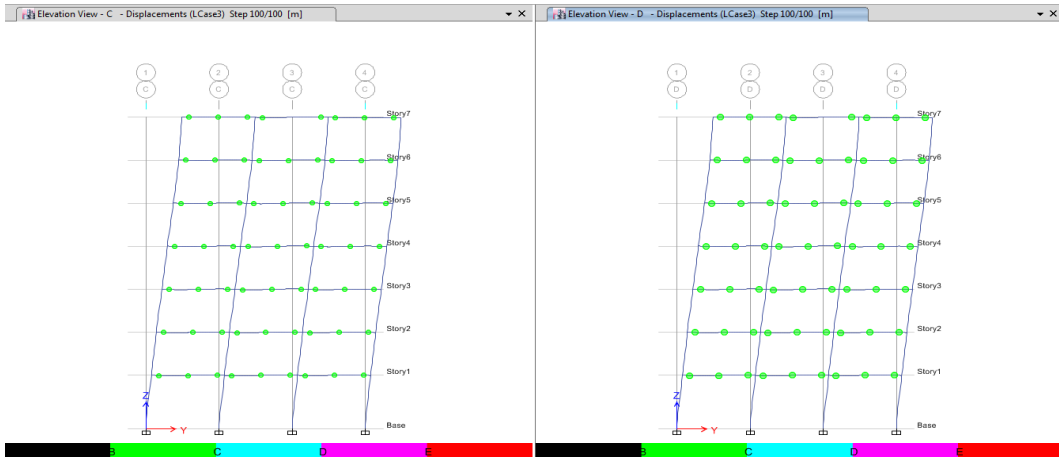 Elevation View - C - Displacements (LCase3) Step 100/100 [m]
1 2 3 4
C C C C
Story7
Story6
Story5
Story4
Story3
Story2
Story1
Z
Y
Base
B C D E
Elevation View - D - Displacements (LCase3) Step 100/100 [m]
1 2 3 4
D D D D
Story7
Story6
Story5
Story4
Story3
Story2
Story1
Z
Y
Base
B C D E